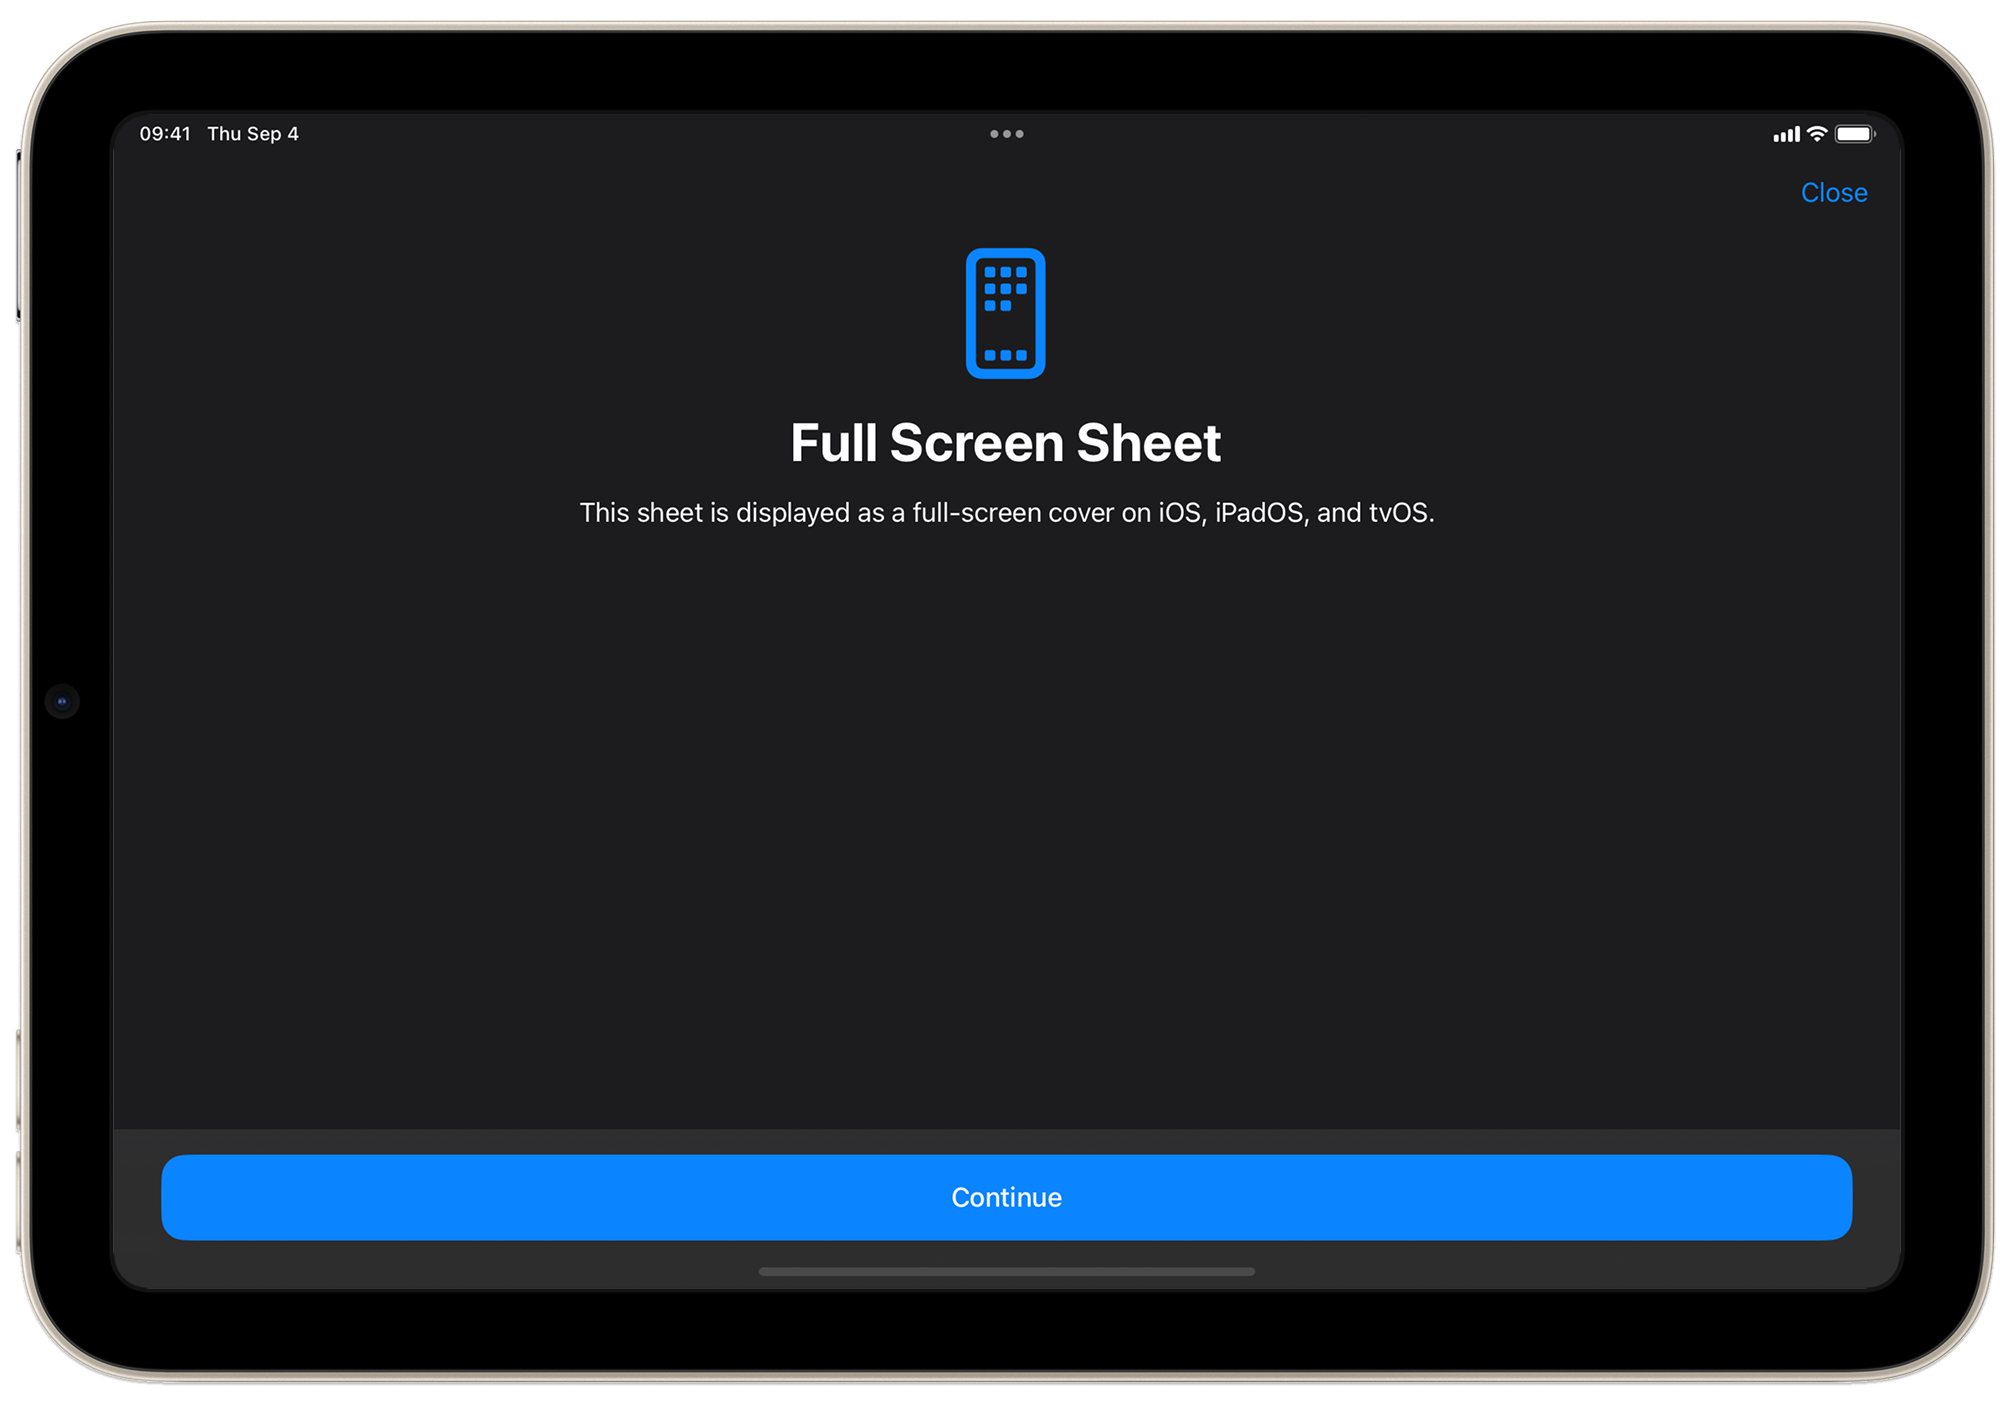 09:41 Thu Sep 4
Close
Full Screen Sheet
This sheet is displayed as a full-screen cover on iOS, iPadOS, and tvOS.
Continue